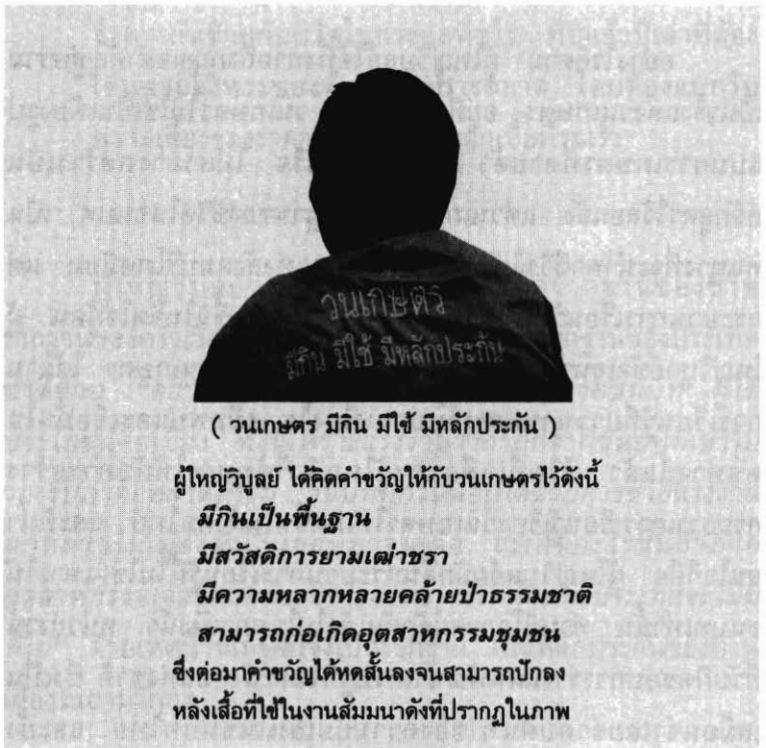 วนเกษตร
มีกิน มีใช้ มีหลักประกัน
( วนเกษตร มีกิน มีใช้ มีหลักประกัน )
ผู้ใหญ่วิบูลย์ ได้คิดคำขวัญให้กับวนเกษตรไว้ดังนี้
มีกินเป็นพื้นฐาน
มีสวัสดิการยามเฒ่าชรา
มีความหลากหลายคล้ายป่าธรรมชาติ
สามารถก่อเกิดอุตสาหกรรมชุมชน
ซึ่งต่อมาคำขวัญได้หดสั้นลงจนสามารถปักลง
หลังเสื้อที่ใช้ในงานสัมมนาดังที่ปรากฏในภาพ